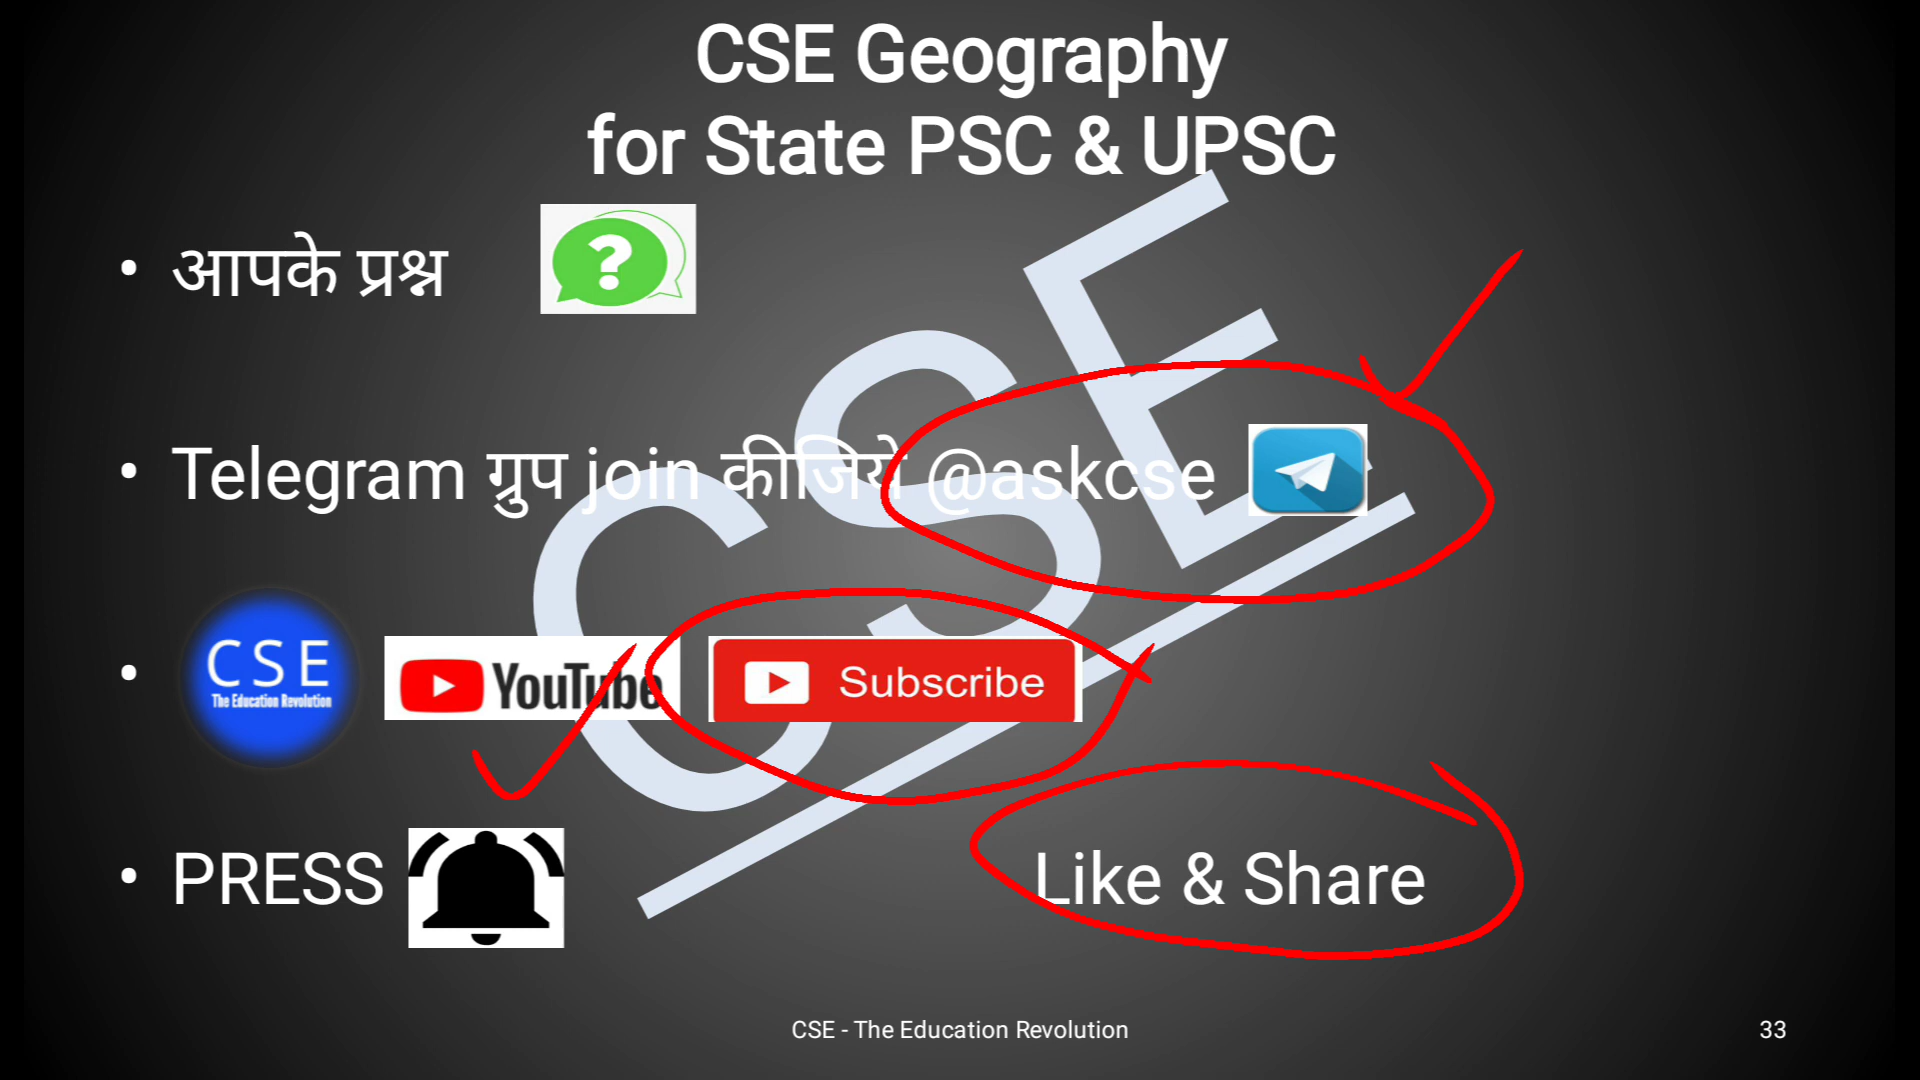 CSE Geography
for State PSC & UPSC
• आपके प्रश्न ?
• Telegram ग्रुप join कीजिये @askcse
• CSE
The Education Revolution
YouTube
Subscribe
• PRESS
Like & Share
CSE
CSE - The Education Revolution
33